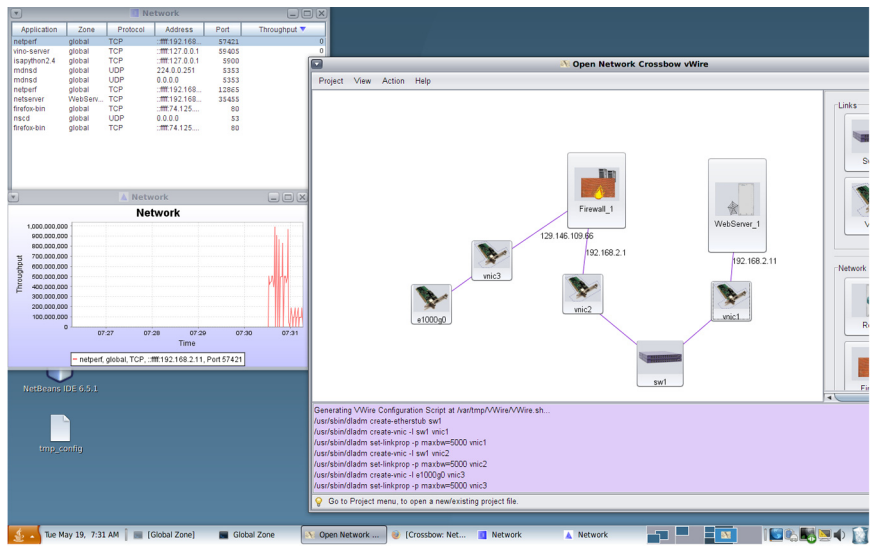 Network
Application Zone Protocol Address Port Throughput
netperf global TCP ::ffff:192.168... 57421 0
vino-server global TCP ::ffff:127.0.0.1 59405 0
isapython2.4 global TCP ::ffff:127.0.0.1 5900
mdnsd global UDP 224.0.0.251 5353
mdnsd global UDP 0.0.0.0 5353
netperf global TCP ::ffff:192.168... 12865
netserver WebServ... TCP ::ffff:192.168... 35455
firefox-bin global TCP ::ffff:74.125.... 80
nscd global UDP 0.0.0.0 53
firefox-bin global TCP ::ffff:74.125.... 80
Network
Network
Throughput
1,000,000,000
900,000,000
800,000,000
700,000,000
600,000,000
500,000,000
400,000,000
300,000,000
200,000,000
100,000,000
0
07:27 07:28 07:29 07:30 07:31
Time
netperf, global, TCP, ::ffff:192.168.2.11, Port 57421
NetBeans IDE 6.5.1
tmp_config
Open Network Crossbow vWire
Project View Action Help
Links
Firewall_1
WebServer_1
129.146.109.66
192.168.2.1
192.168.2.11
vnic3
e1000g0
vnic2
vnic1
sw1
Network
Generating VWire Configuration Script at /var/tmp/VWire/VWire.sh...
/usr/sbin/dladm create-etherstub sw1
/usr/sbin/dladm create-vnic -l sw1 vnic1
/usr/sbin/dladm set-linkprop -p maxbw=5000 vnic1
/usr/sbin/dladm create-vnic -l sw1 vnic2
/usr/sbin/dladm set-linkprop -p maxbw=5000 vnic2
/usr/sbin/dladm create-vnic -l e1000g0 vnic3
/usr/sbin/dladm set-linkprop -p maxbw=5000 vnic3
Go to Project menu, to open a new/existing project file.
Tue May 19, 7:31 AM [Global Zone] Global Zone Open Network ... [Crossbow: Net... Network Network